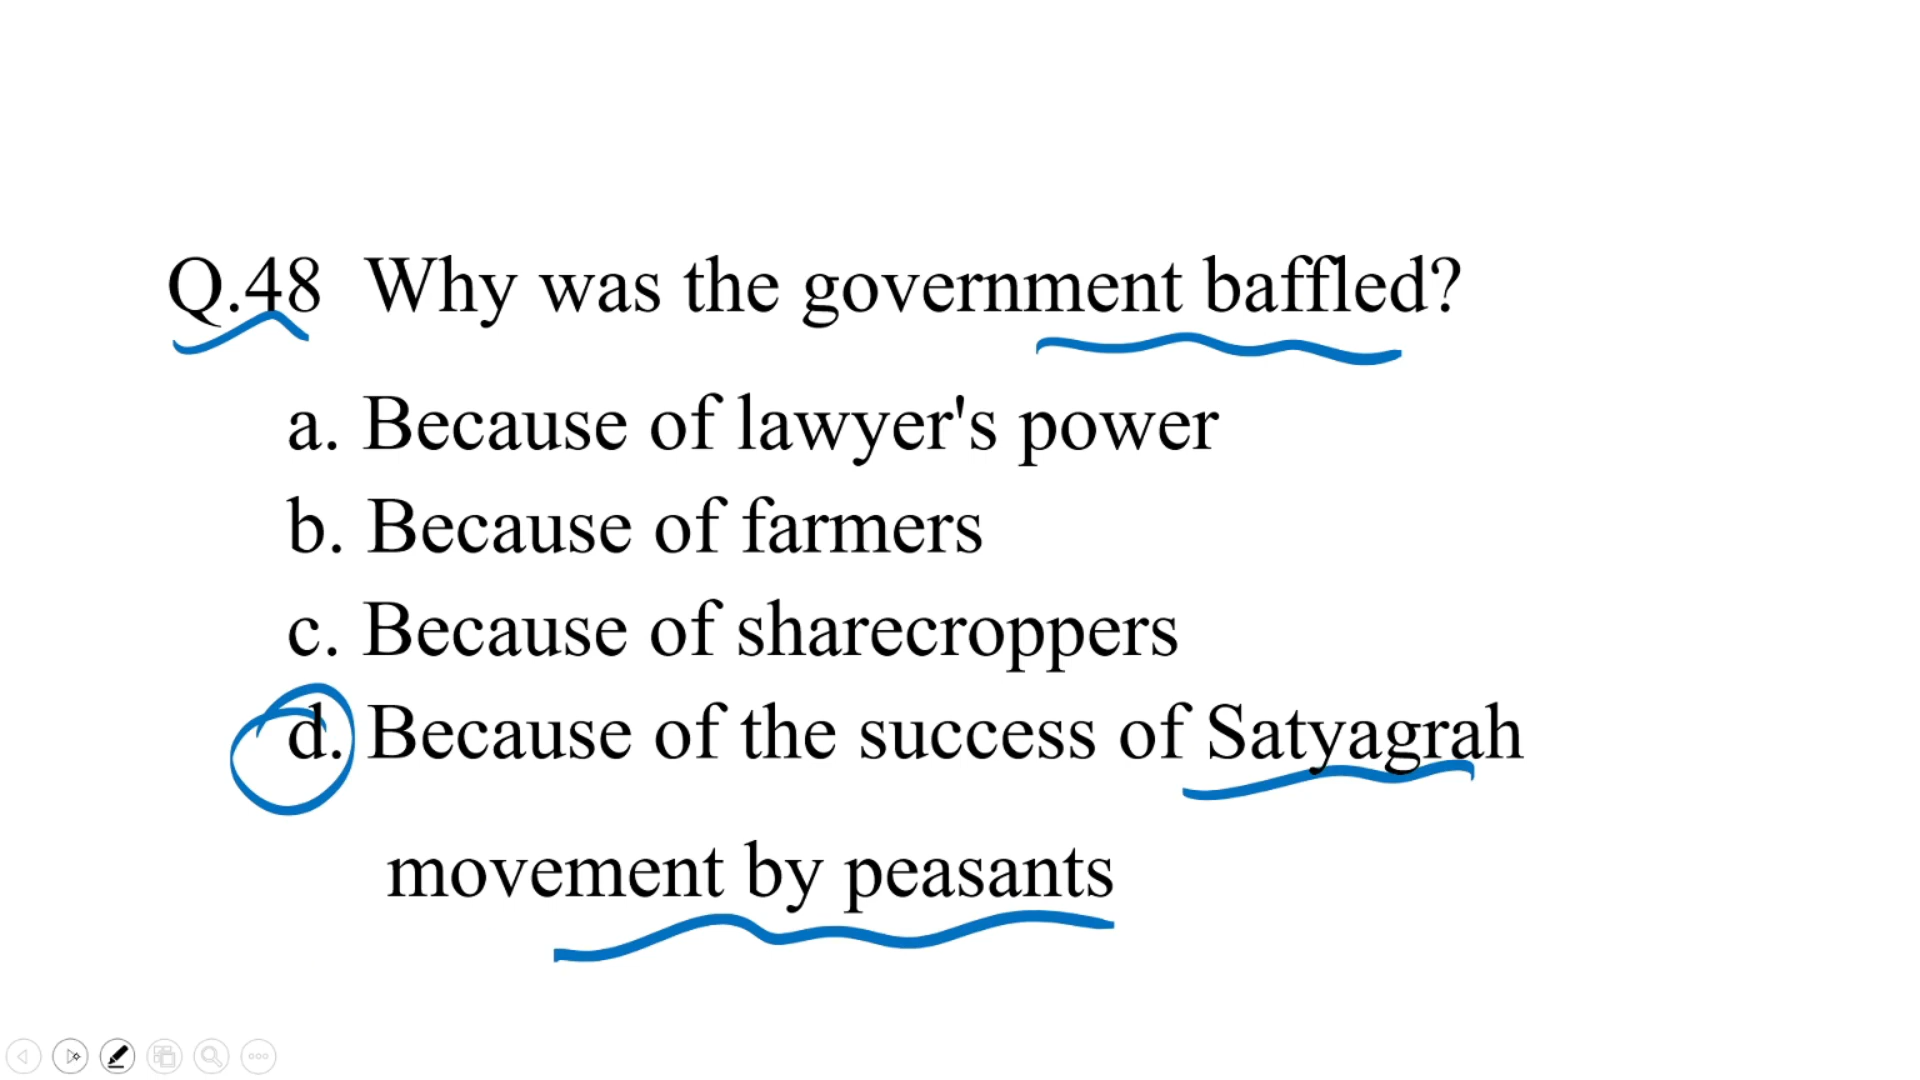 Q.48 Why was the government baffled?
a. Because of lawyer's power
b. Because of farmers
c. Because of sharecroppers
d. Because of the success of Satyagrah
movement by peasants